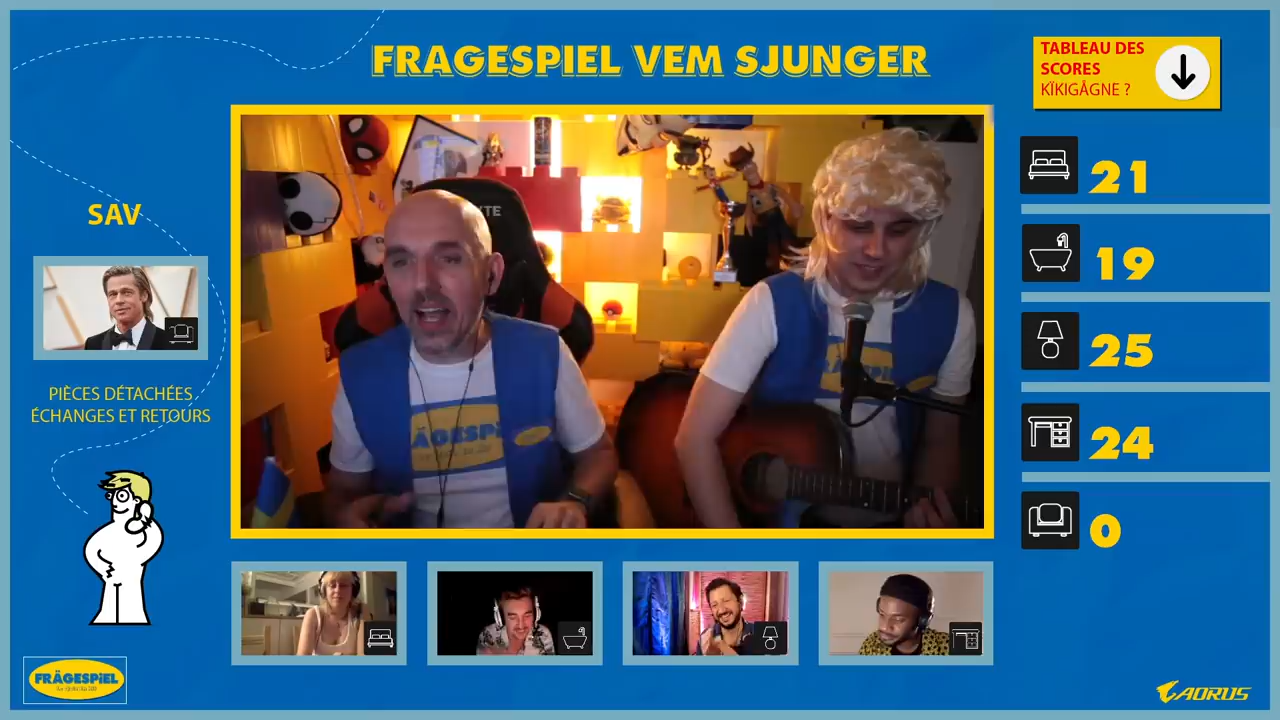 FRAGESPIEL VEM SJUNGER
TABLEAU DES
SCORES
KÏKIGÅGNE ?
SAV
PIÈCES DÉTACHÉES
ÉCHANGES ET RETOURS
21
19
25
24
0
FRÄGESPiEL
AORUS